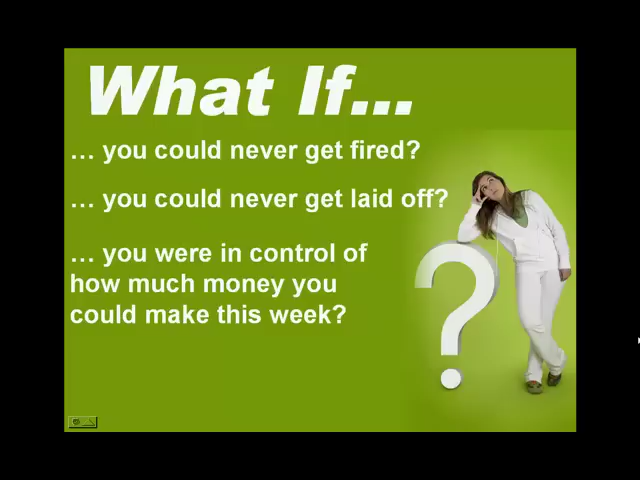 What If...
… you could never get fired?
… you could never get laid off?
… you were in control of
how much money you
could make this week?
?